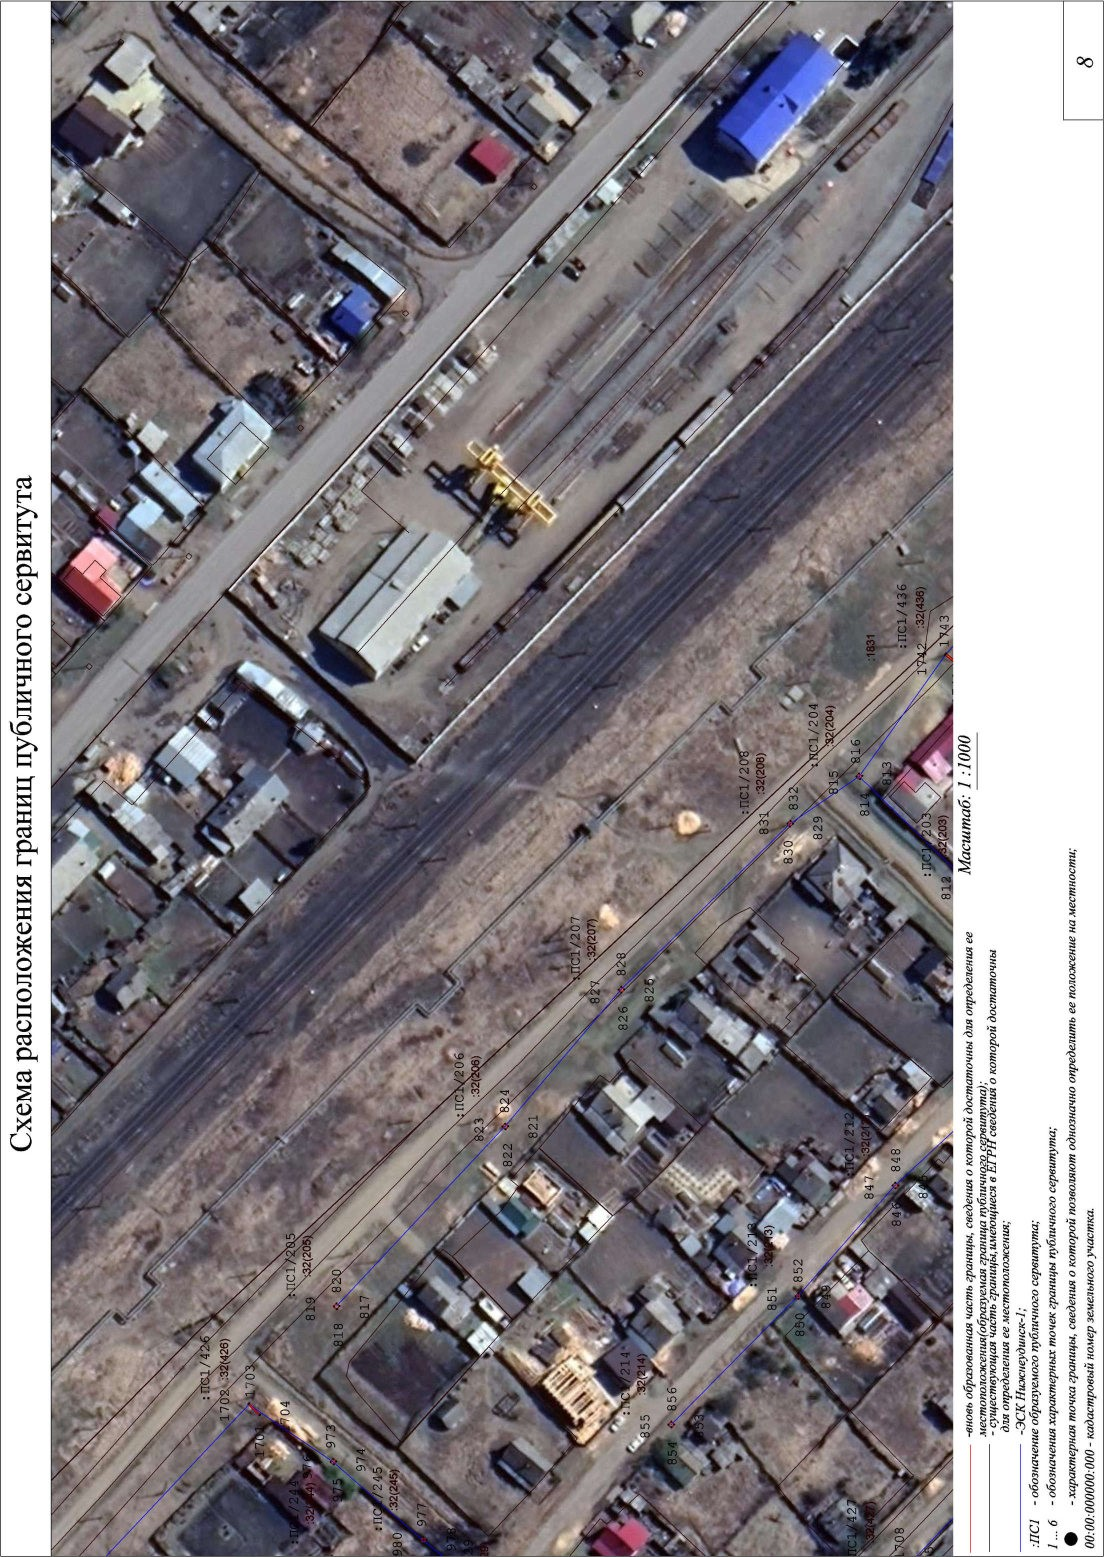 Схема расположения границ публичного сервитута
8
:1831
:ПС1/436
:32(436)
1742
1743
:ПС1/204
:32(204)
816
815
814
813
:ПС1/208
:32(208)
832
831
830
829
:32(203)
812
:ПС1/207
:32(207)
828
827
826
825
:ПС1/206
:32(206)
824
823
822
821
:ПС1/212
848
847
846
:ПС1/205
:32(205)
820
819
818
817
:ПС1/213
852
851
850
849
:ПС1/426
:32(426)
1702
1703
1704
:ПС1/214
:32(214)
856
855
854
853
973
974
975
976
:ПС1/245
:32(245)
977
980
:ПС1/427
:32(427)
Масштаб: 1 :1000
-вновь образованная часть границы, сведения о которой достаточны для определения ее
местоположения(образуемая граница публичного сервитута);
- существующая часть границы,имеющиеся в ЕГРН сведения о которой достаточны
для определения ее местоположения;
-ЭСК Нижнеудинск-1;
:ПС1 - обозначение образуемого публичного сервитута;
1 ... 6 - обозначения характерных точек границы публичного сервитута;
- характерная точка границы, сведения о которой позволяют однозначно определить ее положение на местности;
00:00:000000:000 - кадастровый номер земельного участка.